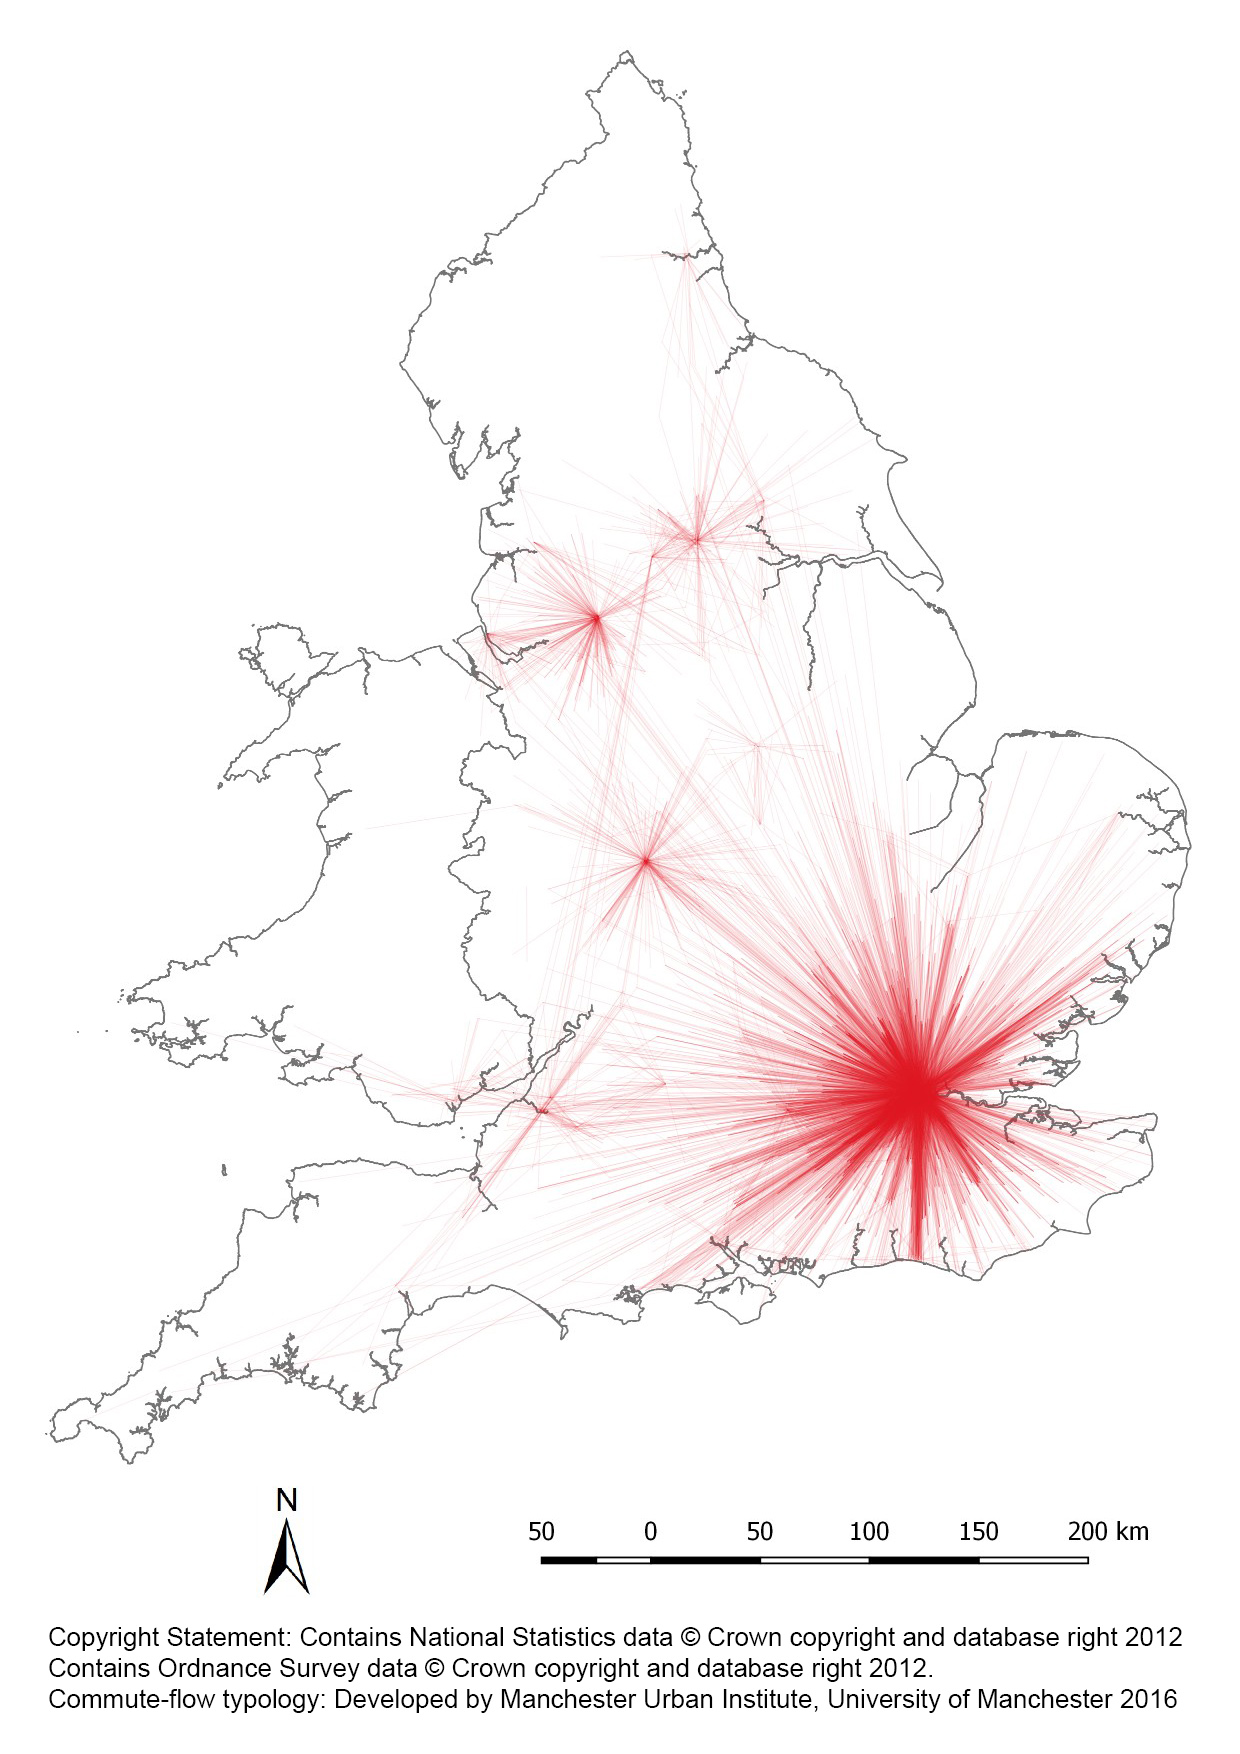 N
50 0 50 100 150 200 km
Copyright Statement: Contains National Statistics data © Crown copyright and database right 2012
Contains Ordnance Survey data © Crown copyright and database right 2012.
Commute-flow typology: Developed by Manchester Urban Institute, University of Manchester 2016